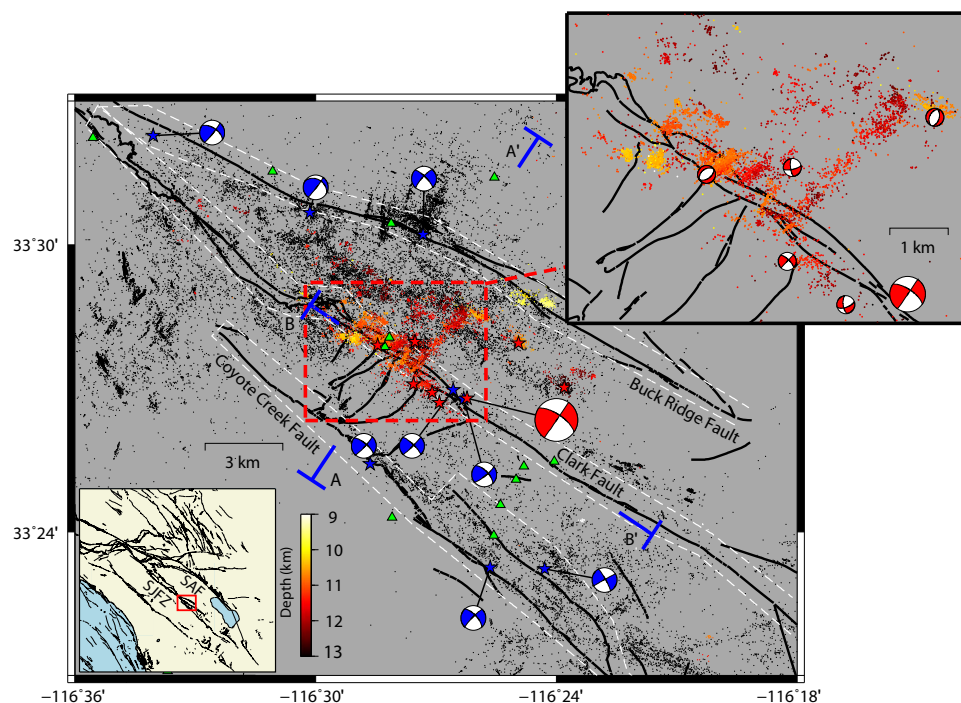 1 km
A'
33˚30'
B
Coyote Creek Fault
Buck Ridge Fault
3 km
A
Clark Fault
B'
33˚24'
SAF
SJFZ
Depth (km)
9
10
11
12
13
−116˚36'
−116˚30'
−116˚24'
−116˚18'